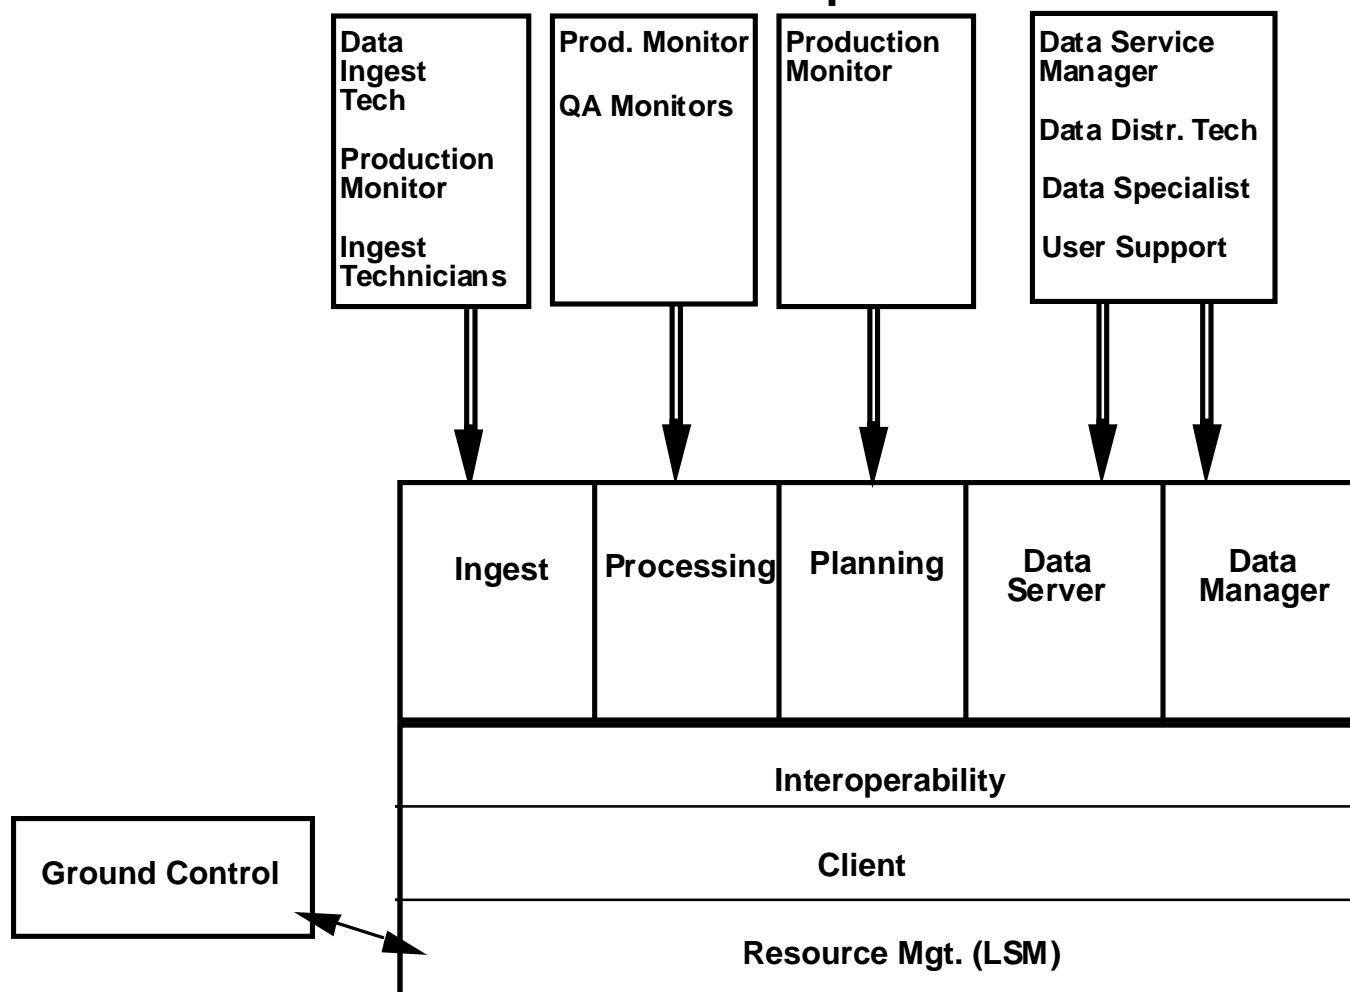 Data
Ingest
Tech
Production
Monitor
Ingest
Technicians
Prod. Monitor
QA Monitors
Production
Monitor
Data Service
Manager
Data Distr. Tech
Data Specialist
User Support
Ingest
Processing
Planning
Data
Server
Data
Manager
Interoperability
Client
Ground Control
Resource Mgt. (LSM)